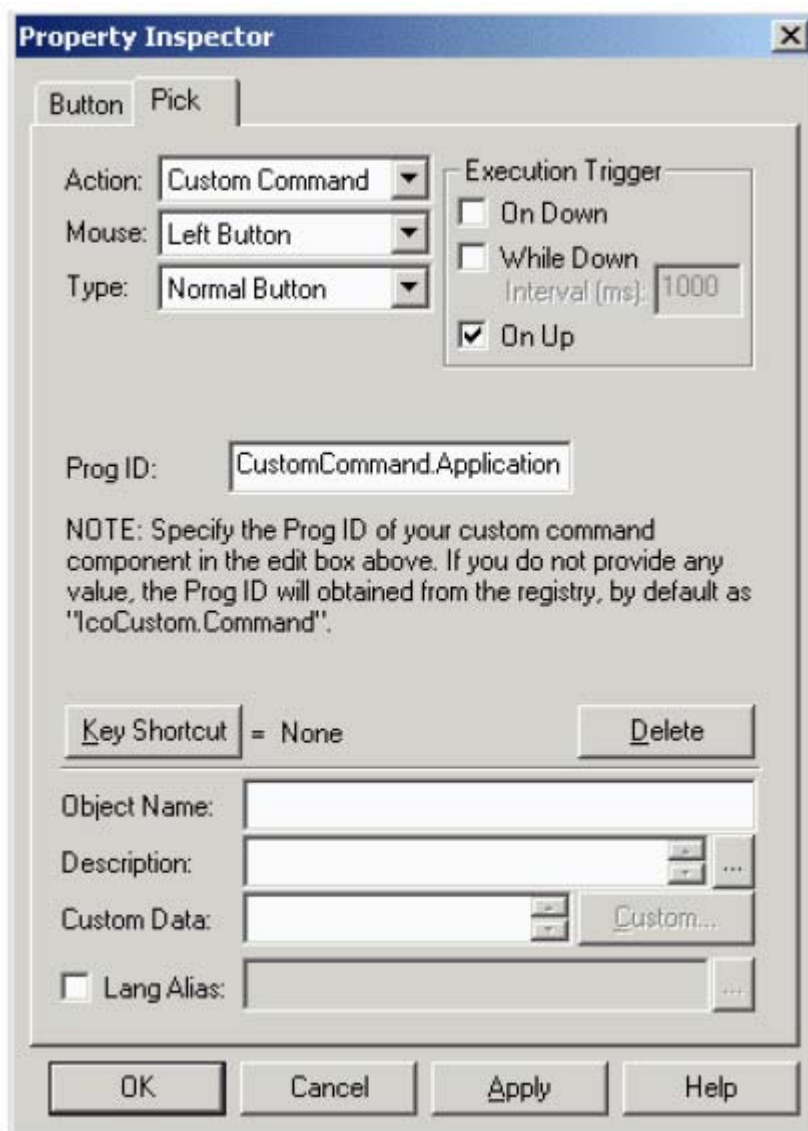 Property Inspector
Button Pick
Action: Custom Command
Mouse: Left Button
Type: Normal Button
Execution Trigger
On Down
While Down
Interval (ms): 1000
On Up
Prog ID: CustomCommand.Application
NOTE: Specify the Prog ID of your custom command
component in the edit box above. If you do not provide any
value, the Prog ID will obtained from the registry, by default as
"IcoCustom.Command".
Key Shortcut = None Delete
Object Name:
Description: ...
Custom Data: Custom...
Lang Alias: ...
OK Cancel Apply Help